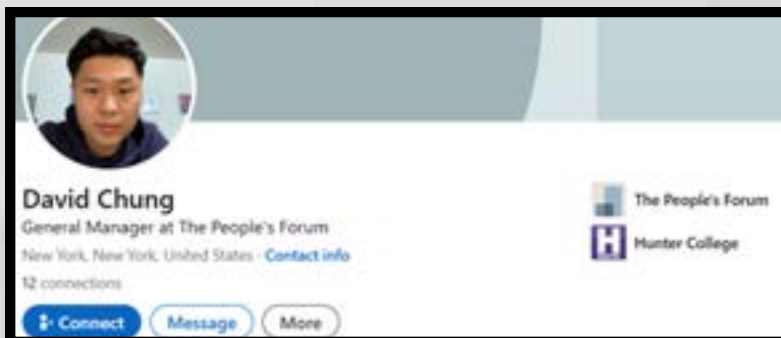 David Chung
General Manager at The People's Forum
New York, New York, United States · Contact info
12 connections
Connect
Message
More
The People's Forum
H
Hunter College